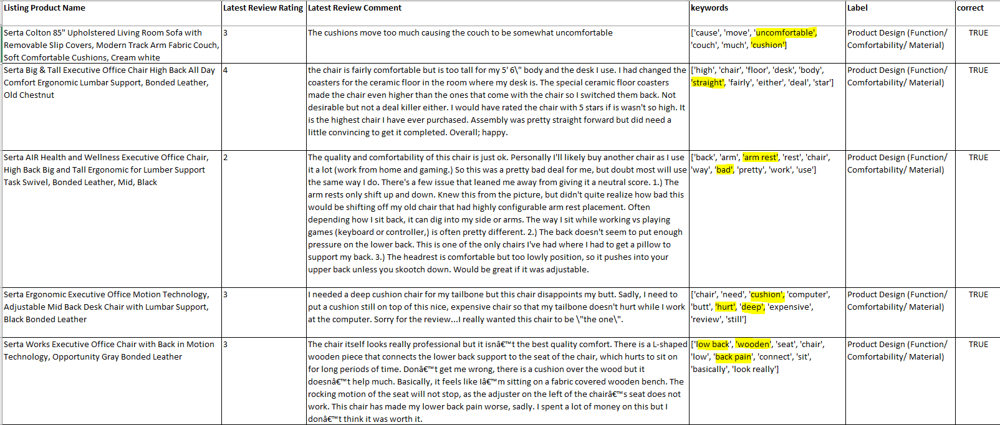 Listing Product Name	Latest Review Rating	Latest Review Comment	keywords	Label	correct
Serta Colton 85" Upholstered Living Room Sofa with
Removable Slip Covers, Modern Track Arm Fabric Couch,
Soft Comfortable Cushions, Cream white
3
The cushions move too much causing the couch to be somewhat uncomfortable
['cause', 'move', 'uncomfortable',
'couch', 'much', 'cushion']
Product Design (Function/
Comfortability/ Material)
TRUE
Serta Big & Tall Executive Office Chair High Back All Day
Comfort Ergonomic Lumbar Support, Bonded Leather,
Old Chestnut
4
the chair is fairly comfortable but is too tall for my 5' 6\" body and the desk I use. I had changed the
coasters for the ceramic floor in the room where my desk is. The special ceramic floor coasters
made the chair even higher than the ones that come with the chair so I switched them back. Not
desirable but not a deal killer either. I would have rated the chair with 5 stars if is wasn't so high. It
is the highest chair I have ever purchased. Assembly was pretty straight forward but did need a
little convincing to get it completed. Overall; happy.
['high', 'chair', 'floor', 'desk', 'body',
'straight', 'fairly', 'either', 'deal', 'star']
Product Design (Function/
Comfortability/ Material)
TRUE
Serta AIR Health and Wellness Executive Office Chair,
High Back Big and Tall Ergonomic for Lumber Support
Task Swivel, Bonded Leather, Mid, Black
2
The quality and comfortability of this chair is just ok. Personally I'll likely buy another chair as I use
it a lot (work from home and gaming.) So this was a pretty bad deal for me, but doubt most will use
the same way I do. There's a few issue that leaned me away from giving it a neutral score. 1.) The
arm rests only shift up and down. Knew this from the picture, but didn't quite realize how bad this
would be shifting off my old chair that had highly configurable arm rest placement. Often
depending how I sit back, it can dig into my side or arms. The way I sit while working vs playing
games (keyboard or controller,) is often pretty different. 2.) The back doesn't seem to put enough
pressure on the lower back. This is one of the only chairs I've had where I had to get a pillow to
support my back. 3.) The headrest is comfortable but too lowly position, so it pushes into your
upper back unless you skootch down. Would be great if it was adjustable.
['back', 'arm', 'arm rest', 'rest', 'chair',
'way', 'bad', 'pretty', 'work', 'use']
Product Design (Function/
Comfortability/ Material)
TRUE
Serta Ergonomic Executive Office Motion Technology,
Adjustable Mid Back Desk Chair with Lumbar Support,
Black Bonded Leather
3
I needed a deep cushion chair for my tailbone but this chair disappoints my butt. Sadly, I need to
put a cushion still on top of this nice, expensive chair so that my tailbone doesn't hurt while I work
at the computer. Sorry for the review...I really wanted this chair to be \"the one\".
['chair', 'need', 'cushion', 'computer',
'butt', 'hurt', 'deep', 'expensive',
'review', 'still']
Product Design (Function/
Comfortability/ Material)
TRUE
Serta Works Executive Office Chair with Back in Motion
Technology, Opportunity Gray Bonded Leather
3
The chair itself looks really professional but it isnâ€™t the best quality comfort. There is a L-shaped
wooden piece that connects the lower back support to the seat of the chair, which hurts to sit on
for long periods of time. Donâ€™t get me wrong, there is a cushion over the wood but it
doesnâ€™t help much. Basically, it feels like Iâ€™m sitting on a fabric covered wooden bench. The
rocking motion of the seat will not stop, as the adjuster on the left of the chairâ€™s seat does not
work. This chair has made my lower back pain worse, sadly. I spent a lot of money on this but I
donâ€™t think it was worth it.
['low back', 'wooden', 'seat', 'chair',
'low', 'back pain', 'connect', 'sit',
'basically', 'look really']
Product Design (Function/
Comfortability/ Material)
TRUE